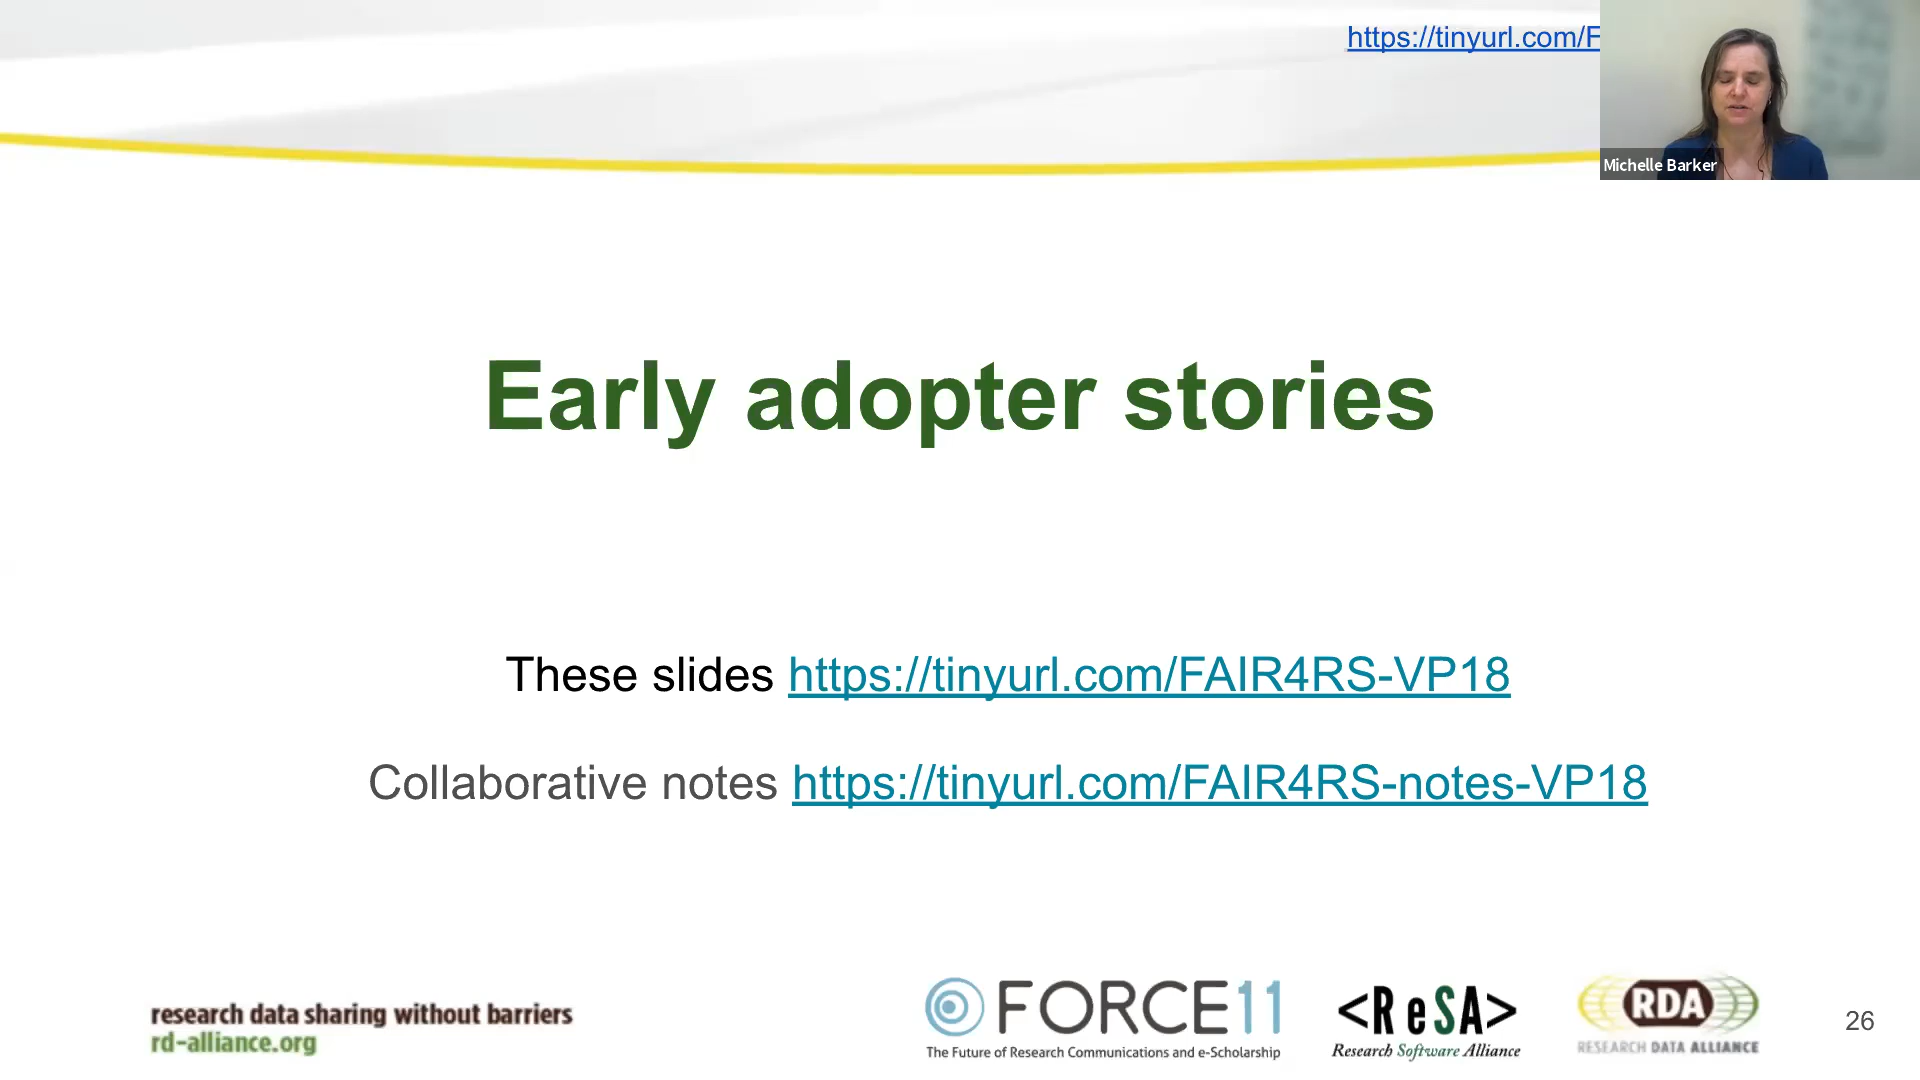 https://tinyurl.com/F
Michelle Barker
Early adopter stories
These slides https://tinyurl.com/FAIR4RS-VP18
Collaborative notes https://tinyurl.com/FAIR4RS-notes-VP18
research data sharing without barriers
rd-alliance.org
FORCE11
The Future of Research Communications and e-Scholarship
<ReSA>
Research Software Alliance
RDA
RESEARCH DATA ALLIANCE
26